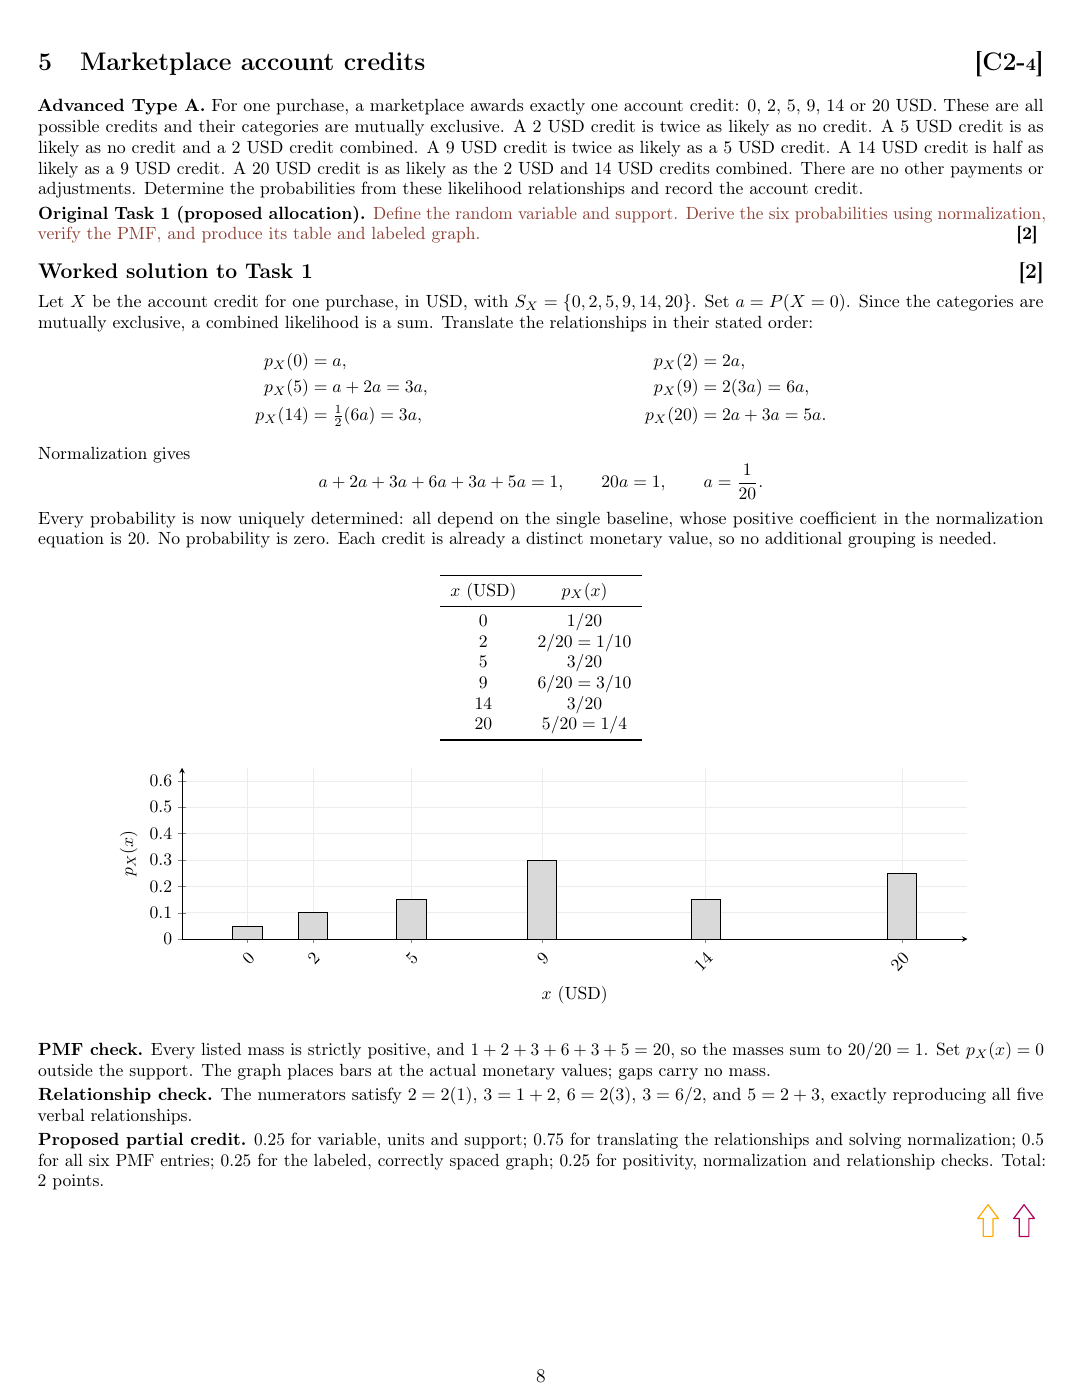 5 Marketplace account credits [C2-4]
Advanced Type A. For one purchase, a marketplace awards exactly one account credit: 0, 2, 5, 9, 14 or 20 USD. These are all
possible credits and their categories are mutually exclusive. A 2 USD credit is twice as likely as no credit. A 5 USD credit is as
likely as no credit and a 2 USD credit combined. A 9 USD credit is twice as likely as a 5 USD credit. A 14 USD credit is half as
likely as a 9 USD credit. A 20 USD credit is as likely as the 2 USD and 14 USD credits combined. There are no other payments or
adjustments. Determine the probabilities from these likelihood relationships and record the account credit.
Original Task 1 (proposed allocation). Define the random variable and support. Derive the six probabilities using normalization,
verify the PMF, and produce its table and labeled graph. [2]
Worked solution to Task 1 [2]
Let X be the account credit for one purchase, in USD, with S_X = {0, 2, 5, 9, 14, 20}. Set a = P(X = 0). Since the categories are
mutually exclusive, a combined likelihood is a sum. Translate the relationships in their stated order:
p_X(0) = a, p_X(2) = 2a,
p_X(5) = a + 2a = 3a, p_X(9) = 2(3a) = 6a,
p_X(14) = 1/2(6a) = 3a, p_X(20) = 2a + 3a = 5a.
Normalization gives
a + 2a + 3a + 6a + 3a + 5a = 1, 20a = 1, a = 1/20.
Every probability is now uniquely determined: all depend on the single baseline, whose positive coefficient in the normalization
equation is 20. No probability is zero. Each credit is already a distinct monetary value, so no additional grouping is needed.
x (USD) p_X(x)
0 1/20
2 2/20 = 1/10
5 3/20
9 6/20 = 3/10
14 3/20
20 5/20 = 1/4
p_X(x)
0.6
0.5
0.4
0.3
0.2
0.1
0
0 2 5 9 14 20
x (USD)
PMF check. Every listed mass is strictly positive, and 1 + 2 + 3 + 6 + 3 + 5 = 20, so the masses sum to 20/20 = 1. Set p_X(x) = 0
outside the support. The graph places bars at the actual monetary values; gaps carry no mass.
Relationship check. The numerators satisfy 2 = 2(1), 3 = 1 + 2, 6 = 2(3), 3 = 6/2, and 5 = 2 + 3, exactly reproducing all five
verbal relationships.
Proposed partial credit. 0.25 for variable, units and support; 0.75 for translating the relationships and solving normalization; 0.5
for all six PMF entries; 0.25 for the labeled, correctly spaced graph; 0.25 for positivity, normalization and relationship checks. Total:
2 points.
8